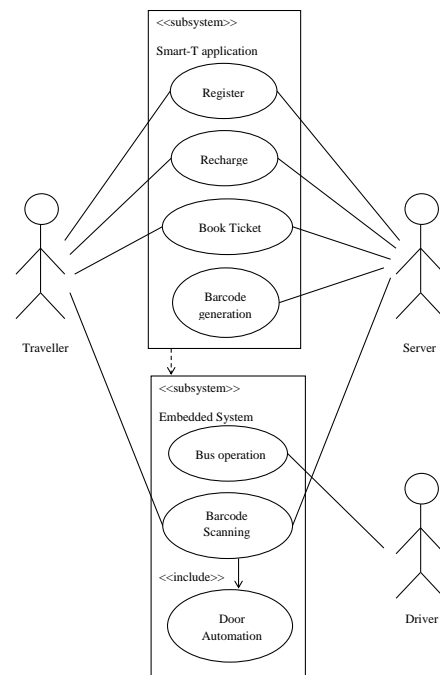 <<subsystem>>
Smart-T application
Register
Recharge
Book Ticket
Barcode
generation
Traveller
Server
<<subsystem>>
Embedded System
Bus operation
Barcode
Scanning
<<include>>
Door
Automation
Driver